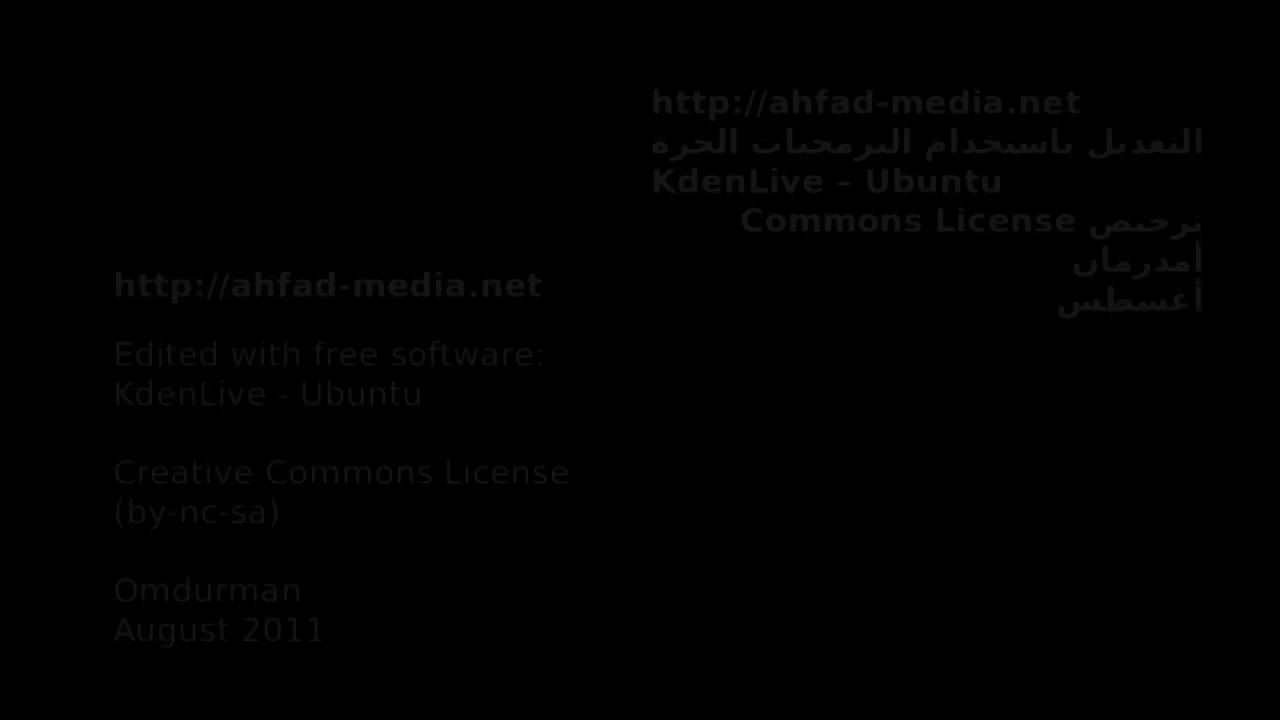 http://ahfad-media.net
Edited with free software:
KdenLive - Ubuntu
Creative Commons License
(by-nc-sa)
Omdurman
August 2011
http://ahfad-media.net
التعديل باستخدام البرمجيات الحرة
KdenLive – Ubuntu
ترخيص Commons License
أمدرمان
أغسطس